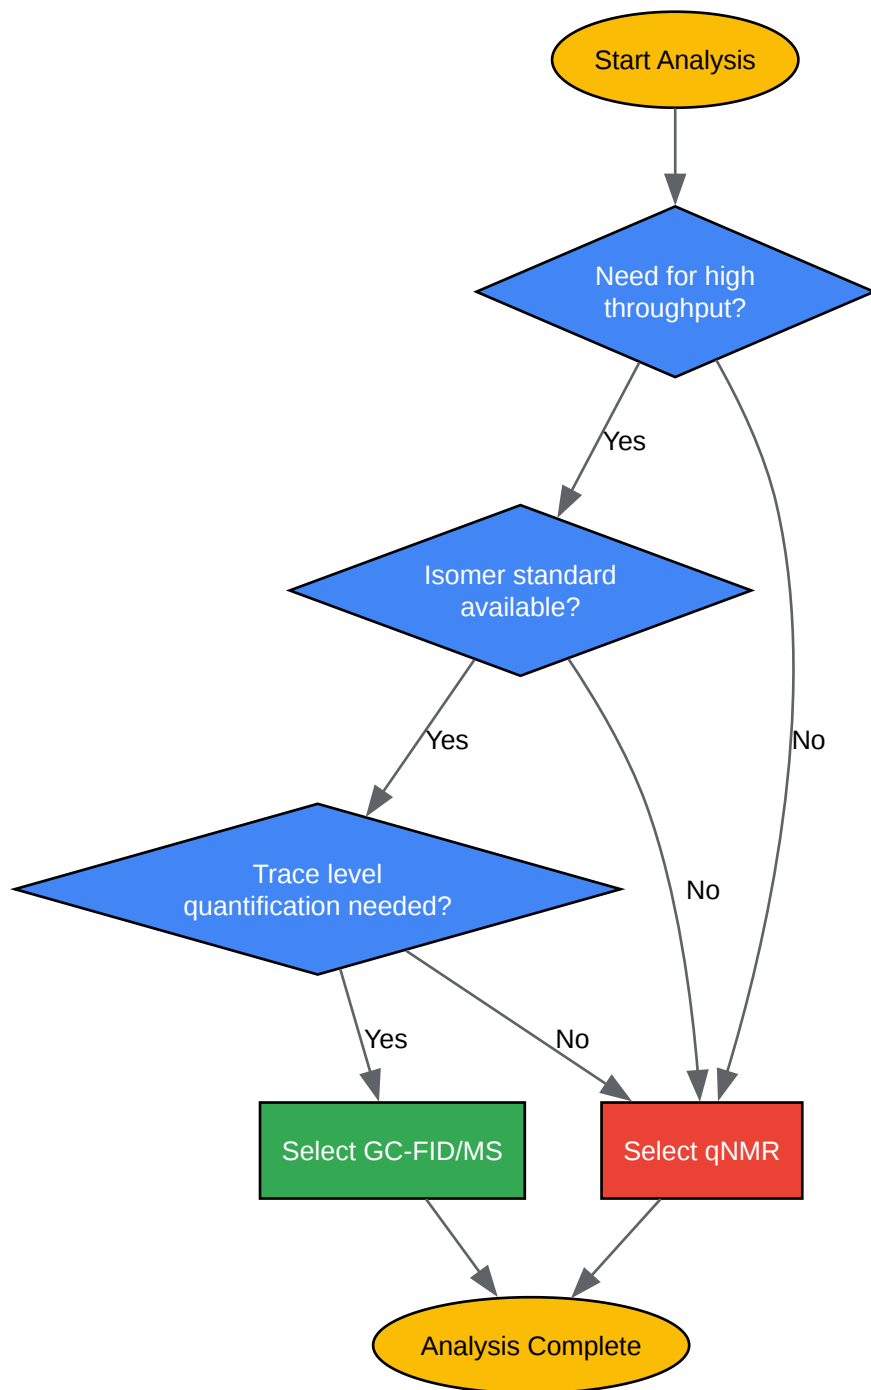 Start Analysis
Need for high
throughput?
Yes
Isomer standard
available?
Yes
No
Trace level
quantification needed?
No
Yes
No
Select GC-FID/MS
Select qNMR
Analysis Complete